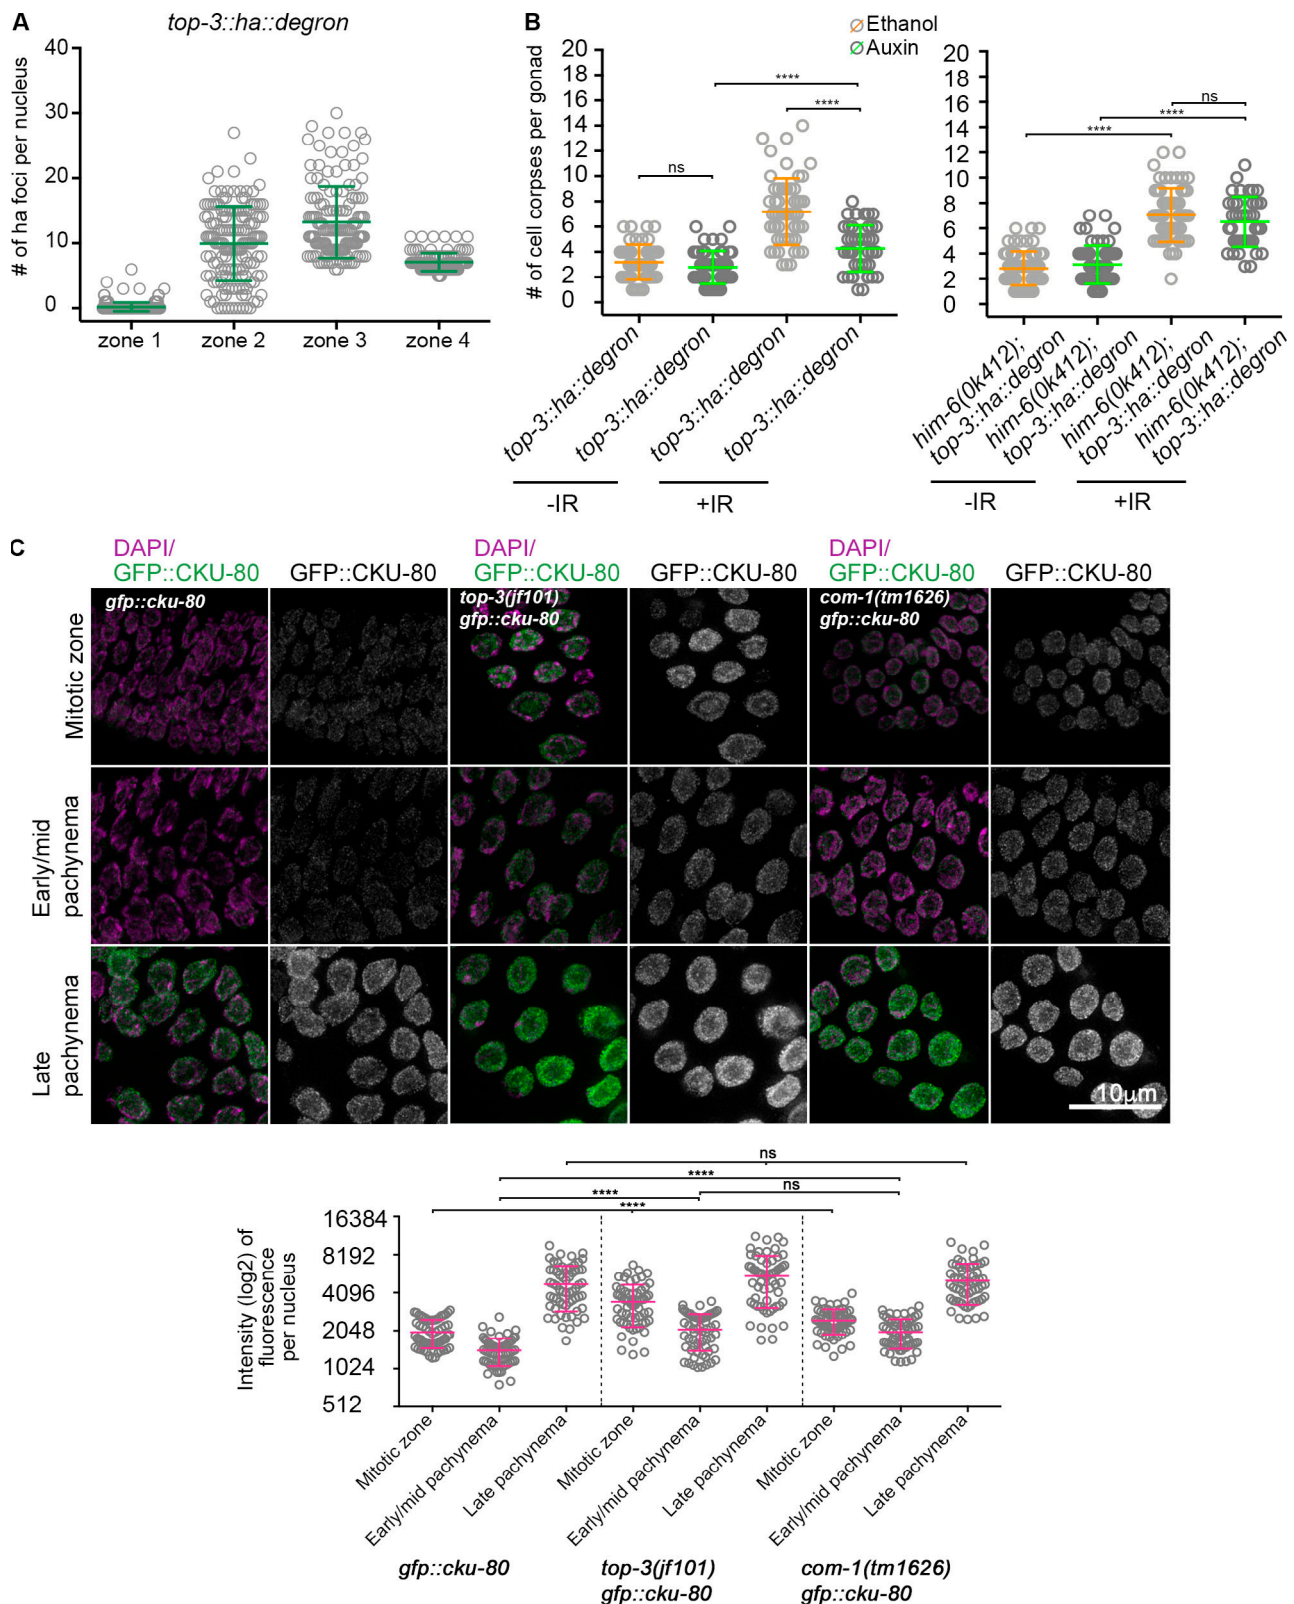 A
top-3::ha::degron
# of ha foci per nucleus
40
30
20
10
0
zone 1
zone 2
zone 3
zone 4
B
Ethanol
Auxin
# of cell corpses per gonad
20
18
16
14
12
10
8
6
4
2
0
ns
****
****
top-3::ha::degron
top-3::ha::degron
top-3::ha::degron
top-3::ha::degron
-IR
+IR
20
18
16
14
12
10
8
6
4
2
0
ns
****
****
him-6(0k412);
top-3::ha::degron
him-6(0k412);
top-3::ha::degron
him-6(0k412);
top-3::ha::degron
him-6(0k412);
top-3::ha::degron
-IR
+IR
C
DAPI/
GFP::CKU-80
GFP::CKU-80
DAPI/
GFP::CKU-80
GFP::CKU-80
DAPI/
GFP::CKU-80
GFP::CKU-80
gfp::cku-80
top-3(jf101)
gfp::cku-80
com-1(tm1626)
gfp::cku-80
Mitotic zone
Early/mid
pachynema
Late
pachynema
10µm
ns
****
ns
****
****
Intensity (log2) of
fluorescence
per nucleus
16384
8192
4096
2048
1024
512
Mitotic zone
Early/mid pachynema
Late pachynema
Mitotic zone
Early/mid pachynema
Late pachynema
Mitotic zone
Early/mid pachynema
Late pachynema
gfp::cku-80
top-3(jf101)
gfp::cku-80
com-1(tm1626)
gfp::cku-80